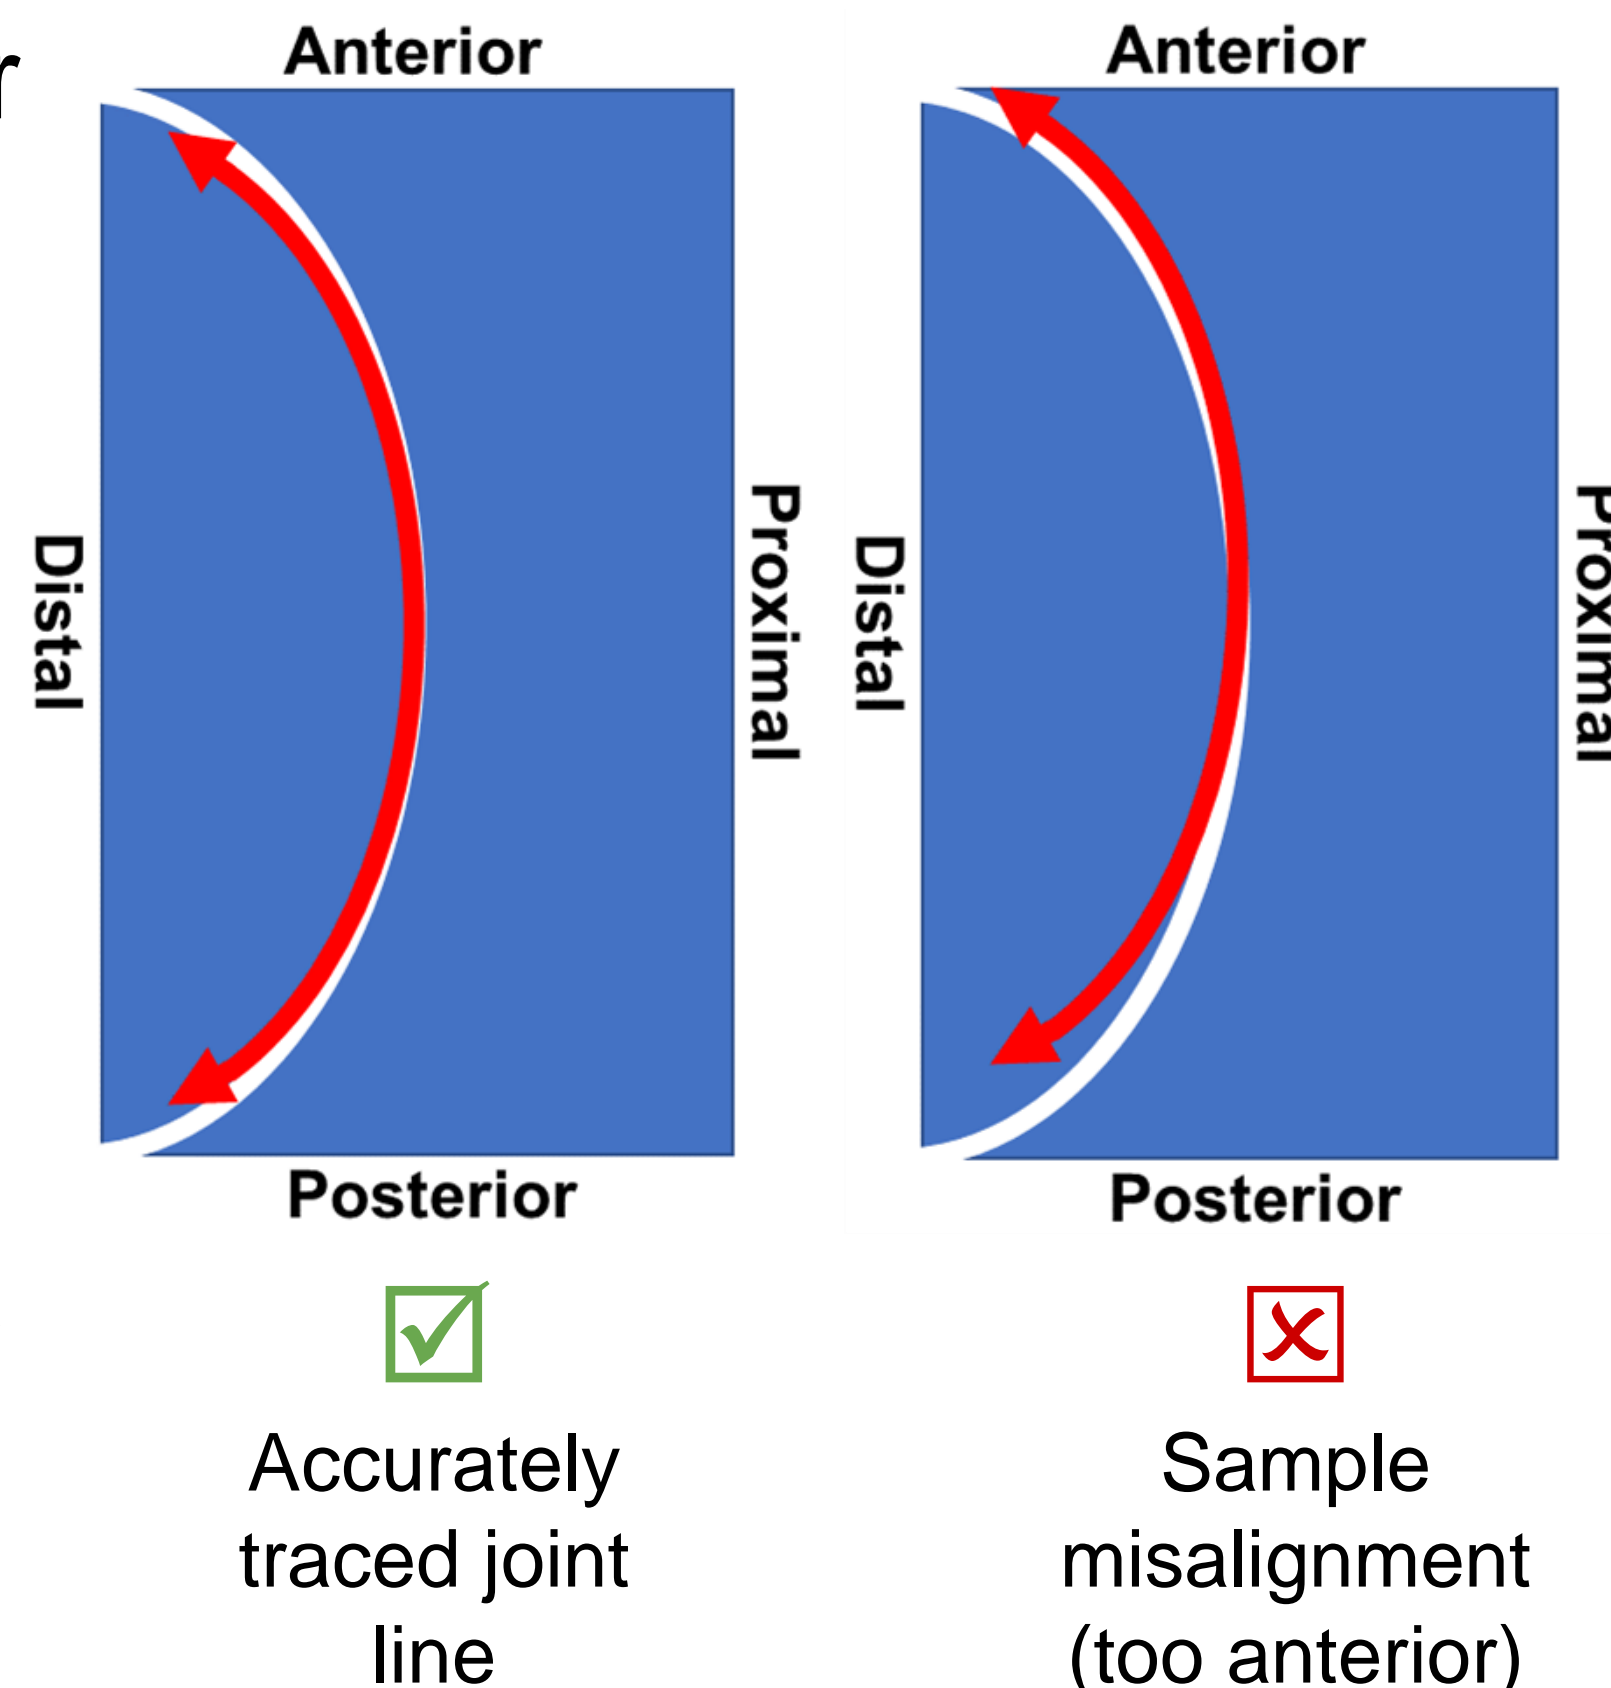 r
Anterior
Distal
Proximal
Posterior
Accurately
traced joint
line
Anterior
Distal
Proximal
Posterior
Sample
misalignment
(too anterior)